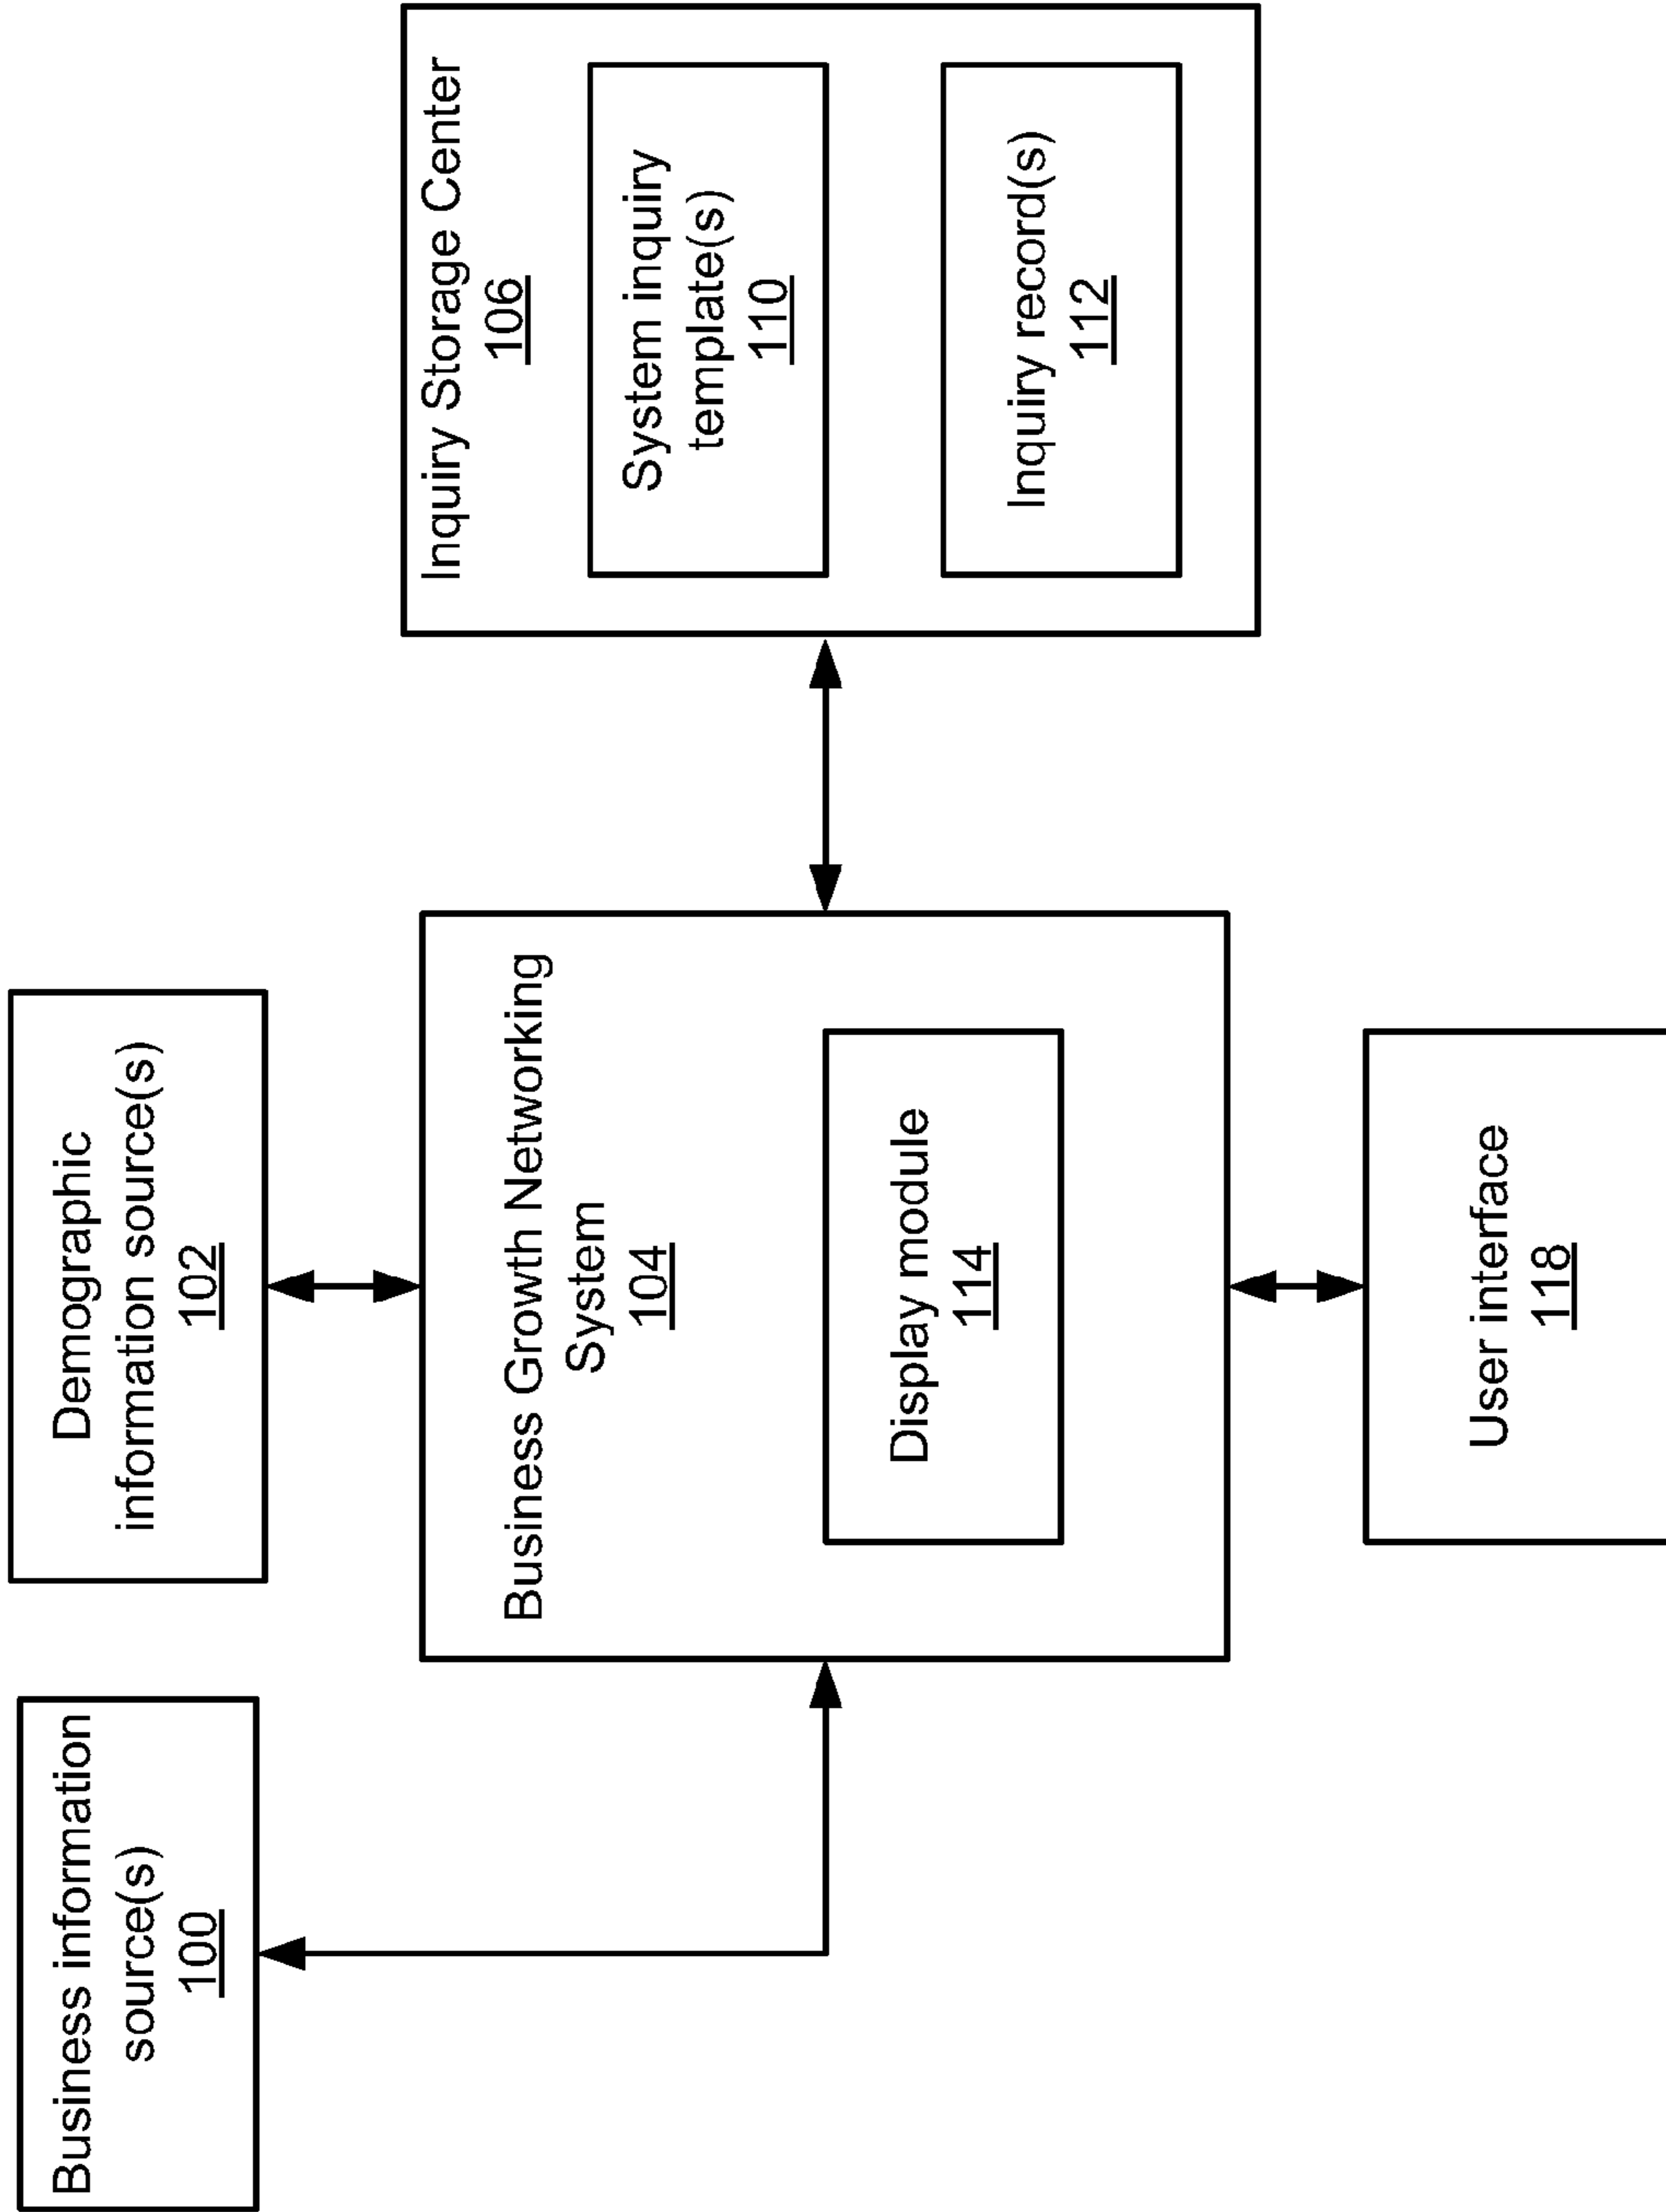 Business information
source(s)
100
Demographic
information source(s)
102
Business Growth Networking
System
104
Display module
114
User interface
118
Inquiry Storage Center
106
System inquiry
template(s)
110
Inquiry record(s)
112